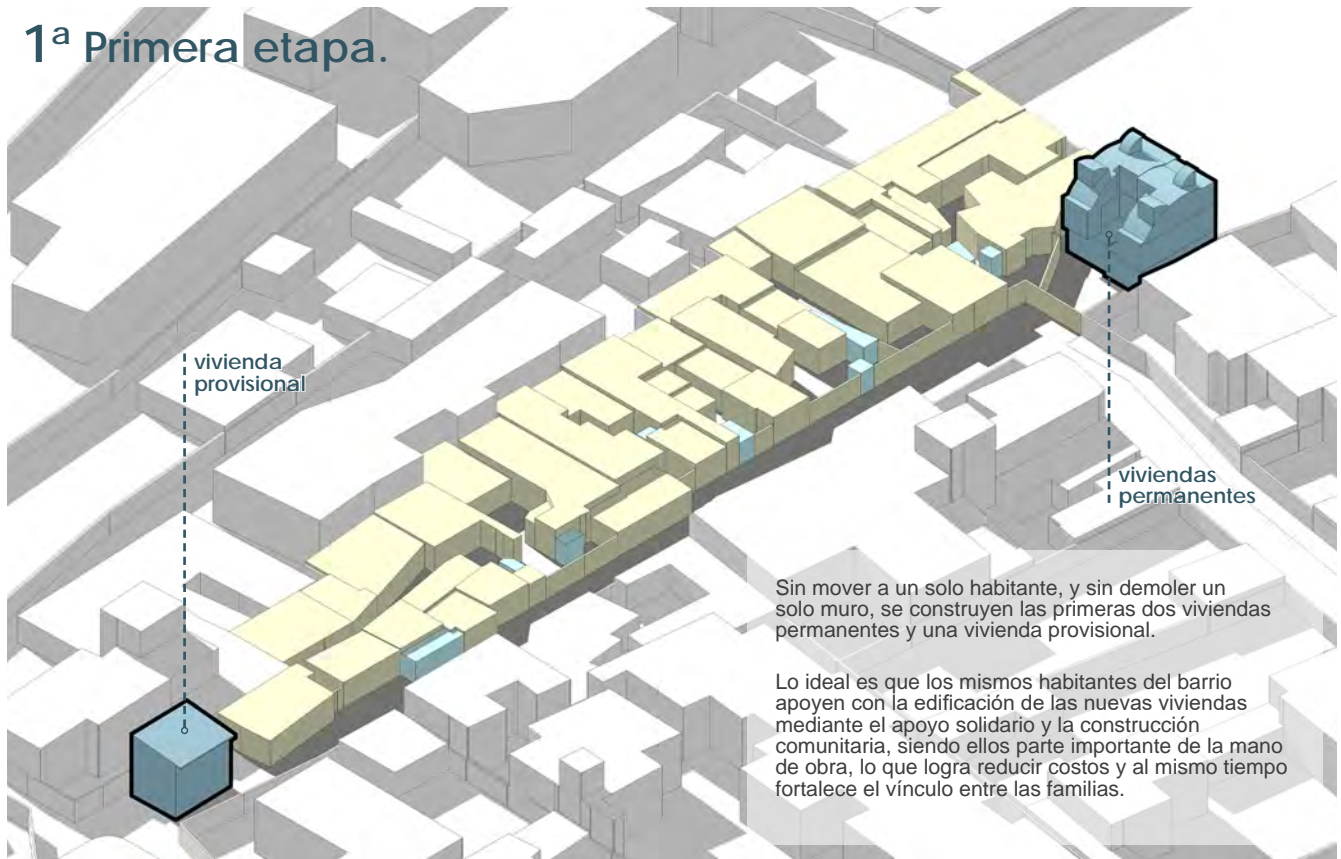 1ª Primera etapa.
vivienda
provisional
viviendas
permanentes
Sin mover a un solo habitante, y sin demoler un
solo muro, se construyen las primeras dos viviendas
permanentes y una vivienda provisional.
Lo ideal es que los mismos habitantes del barrio
apoyen con la edificación de las nuevas viviendas
mediante el apoyo solidario y la construcción
comunitaria, siendo ellos parte importante de la mano
de obra, lo que logra reducir costos y al mismo tiempo
fortalece el vínculo entre las familias.